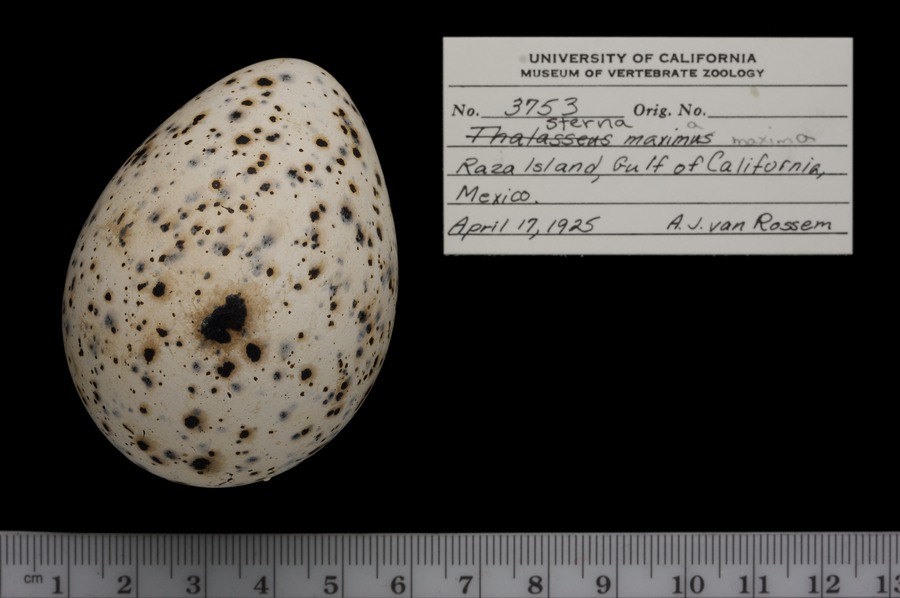 UNIVERSITY OF CALIFORNIA
MUSEUM OF VERTEBRATE ZOOLOGY
No. 3753 Orig. No.
sterna a
Thalasseus maximus maxima
Raza Island, Gulf of California,
Mexico.
April 17, 1925 A.J. van Rossem
cm 1 2 3 4 5 6 7 8 9 10 11 12 13